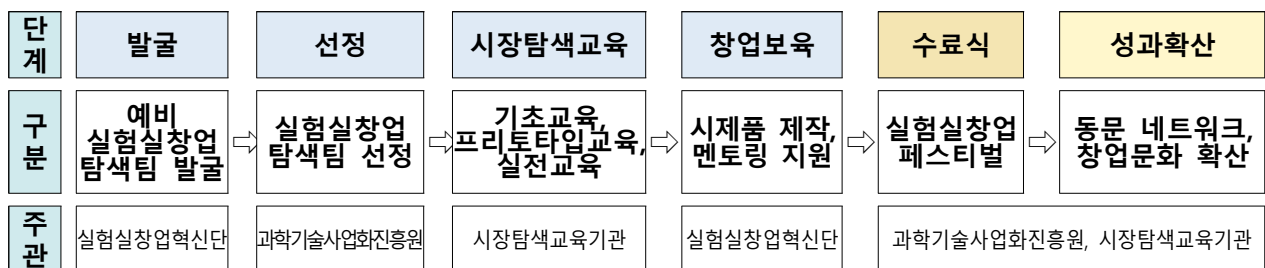 단계
발굴
선정
시장탐색교육
창업보육
수료식
성과확산
구분
예비
실험실창업
탐색팀 발굴
실험실창업
탐색팀 선정
기초교육,
프리토타입교육,
실전교육
시제품 제작,
멘토링 지원
실험실창업
페스티벌
동문 네트워크,
창업문화 확산
주관
실험실창업혁신단
과학기술사업화진흥원
시장탐색교육기관
실험실창업혁신단
과학기술사업화진흥원, 시장탐색교육기관